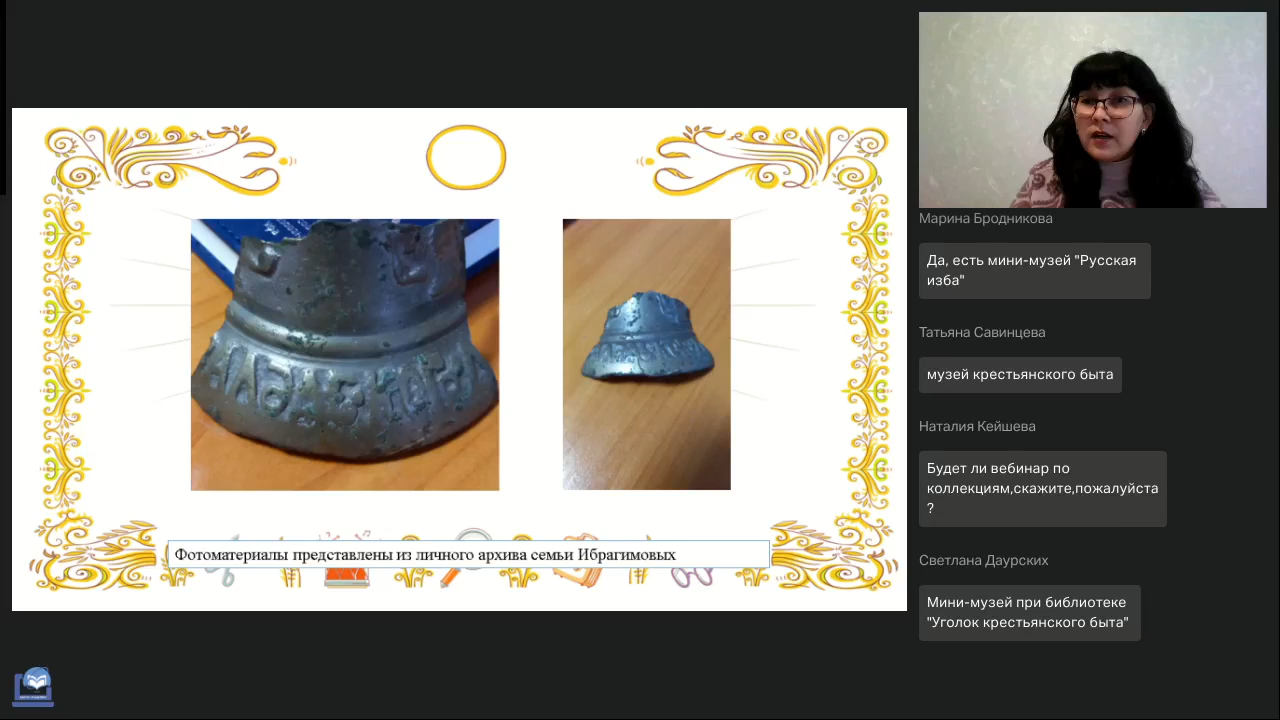 Фотоматериалы представлены из личного архива семьи Ибрагимовых
Марина Бродникова
Да, есть мини-музей "Русская
изба"
Татьяна Савинцева
музей крестьянского быта
Наталия Кейшева
Будет ли вебинар по
коллекциям,скажите,пожалуйста
?
Светлана Даурских
Мини-музей при библиотеке
"Уголок крестьянского быта"